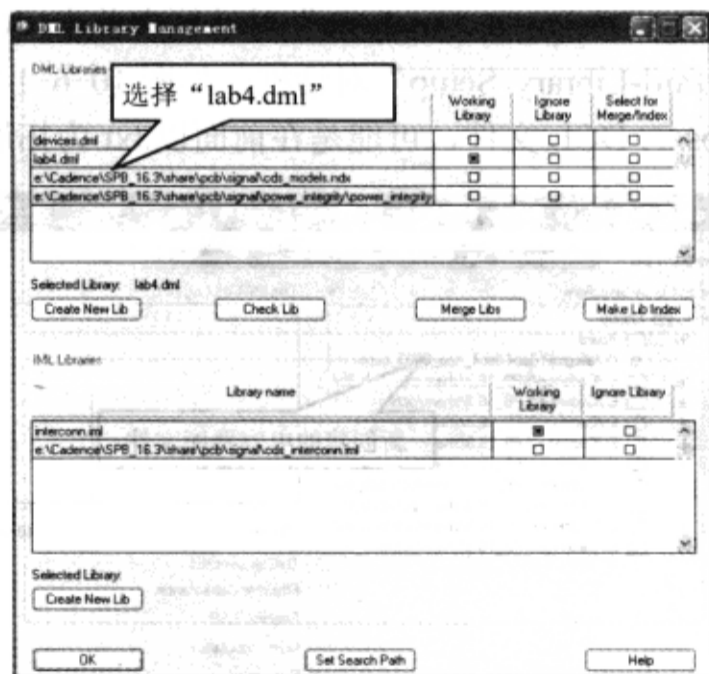 DML Library Management
DML Libraries
选择“lab4.dml”
Working Library
Ignore Library
Select for Merge/Index
devices.dml
lab4.dml
e:\Cadence\SPB_16.3\share\pcb\signal\cds_models.ndx
e:\Cadence\SPB_16.3\share\pcb\signal\power_integrity\power_integrity
Selected Library: lab4.dml
Create New Lib
Check Lib
Merge Libs
Make Lib Index
IML Libraries
Library name
Working Library
Ignore Library
interconn.iml
e:\Cadence\SPB_16.3\share\pcb\signal\cds_interconn.iml
Selected Library:
Create New Lib
OK
Set Search Path
Help